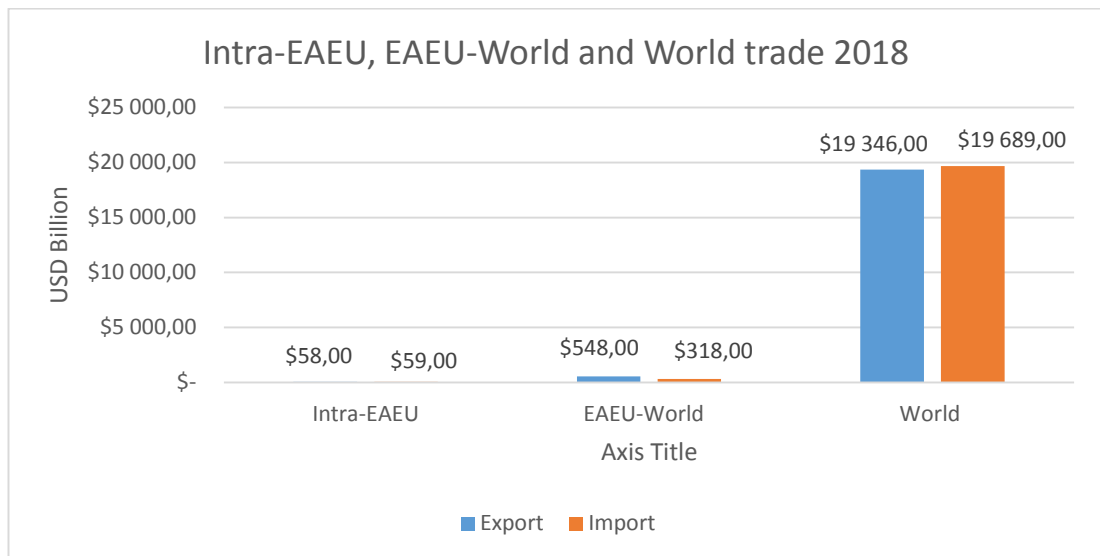 Intra-EAEU, EAEU-World and World trade 2018
$25 000,00
$20 000,00
$15 000,00
$10 000,00
$5 000,00
$-
USD Billion
$58,00
$59,00
$548,00
$318,00
$19 346,00
$19 689,00
Intra-EAEU
EAEU-World
World
Axis Title
Export
Import